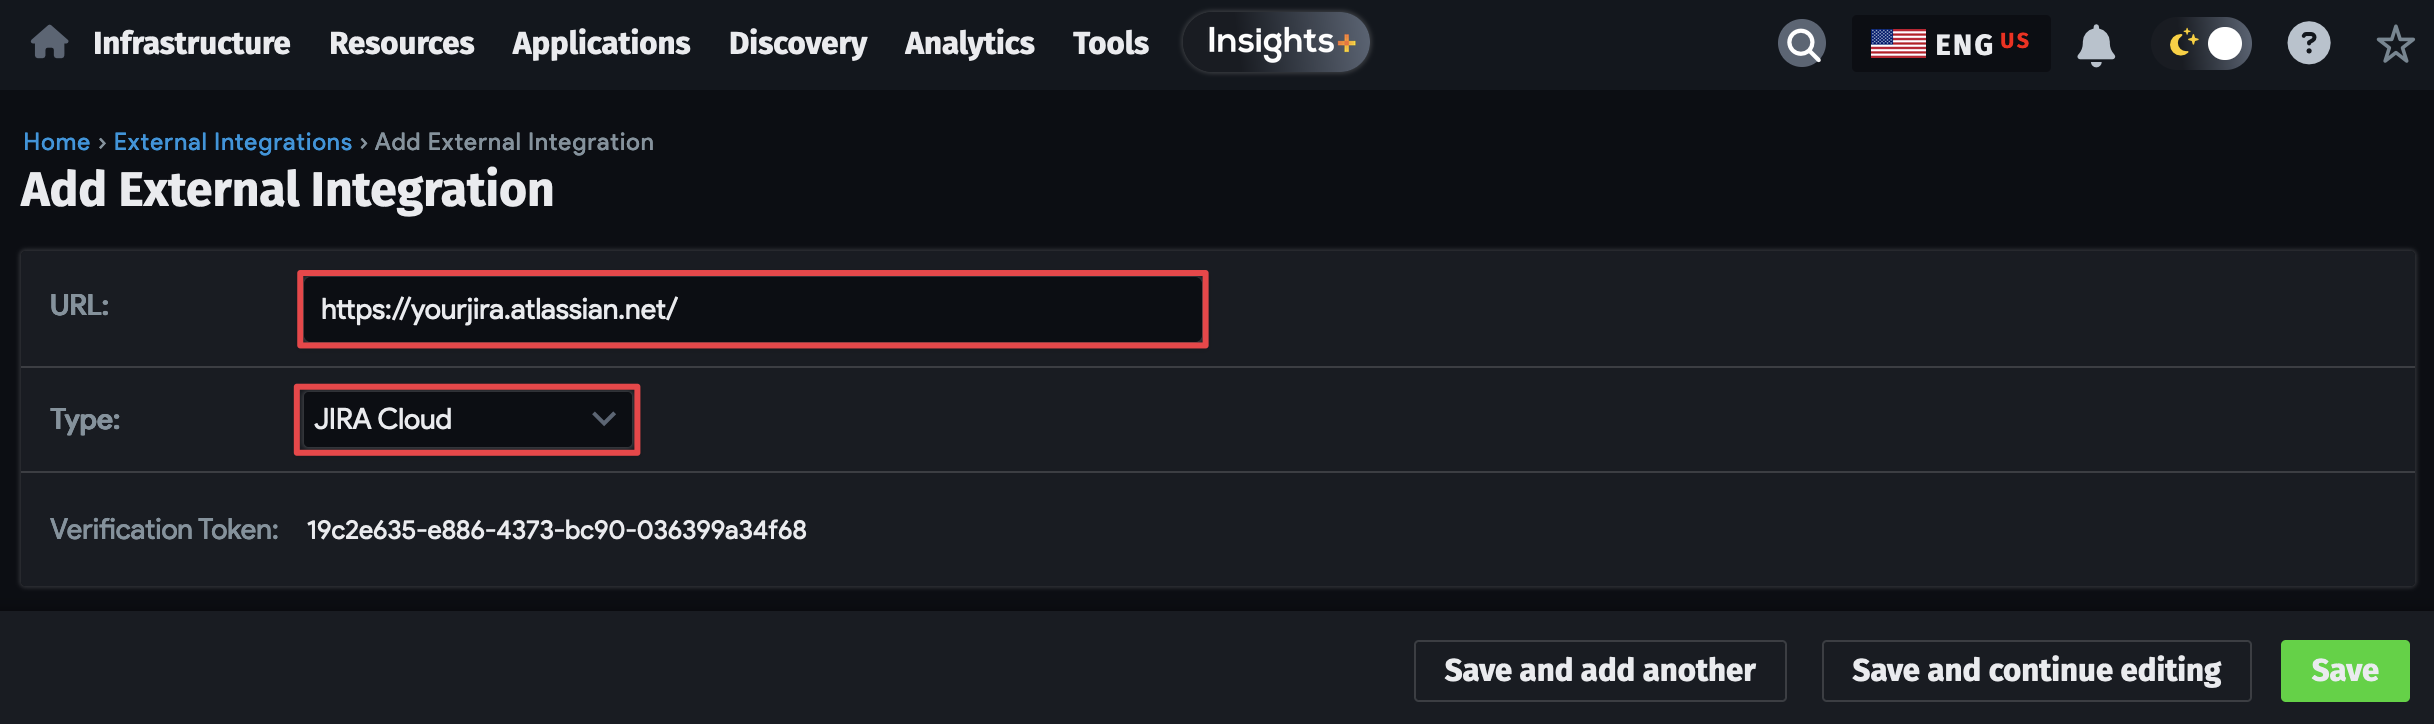 Infrastructure Resources Applications Discovery Analytics Tools Insights+ ENG US ?
Home › External Integrations › Add External Integration
Add External Integration
URL: https://yourjira.atlassian.net/
Type: JIRA Cloud
Verification Token: 19c2e635-e886-4373-bc90-036399a34f68
Save and add another Save and continue editing Save